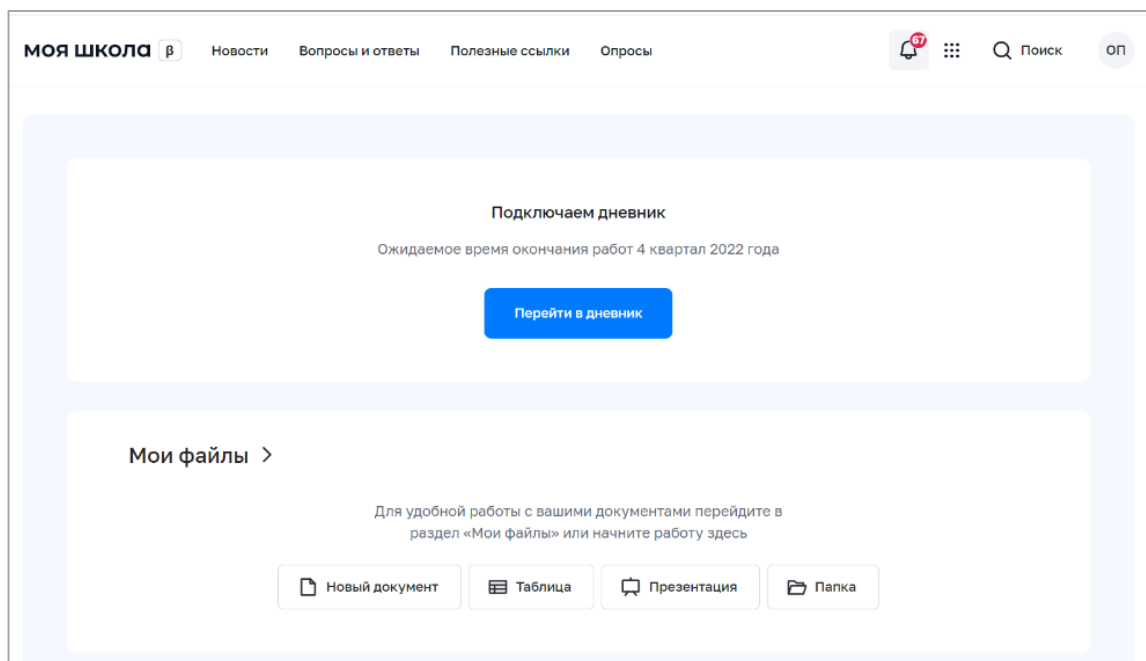 моя школа β Новости Вопросы и ответы Полезные ссылки Опросы 67 Поиск ОП
Подключаем дневник
Ожидаемое время окончания работ 4 квартал 2022 года
Перейти в дневник
Мои файлы >
Для удобной работы с вашими документами перейдите в
раздел «Мои файлы» или начните работу здесь
Новый документ Таблица Презентация Папка